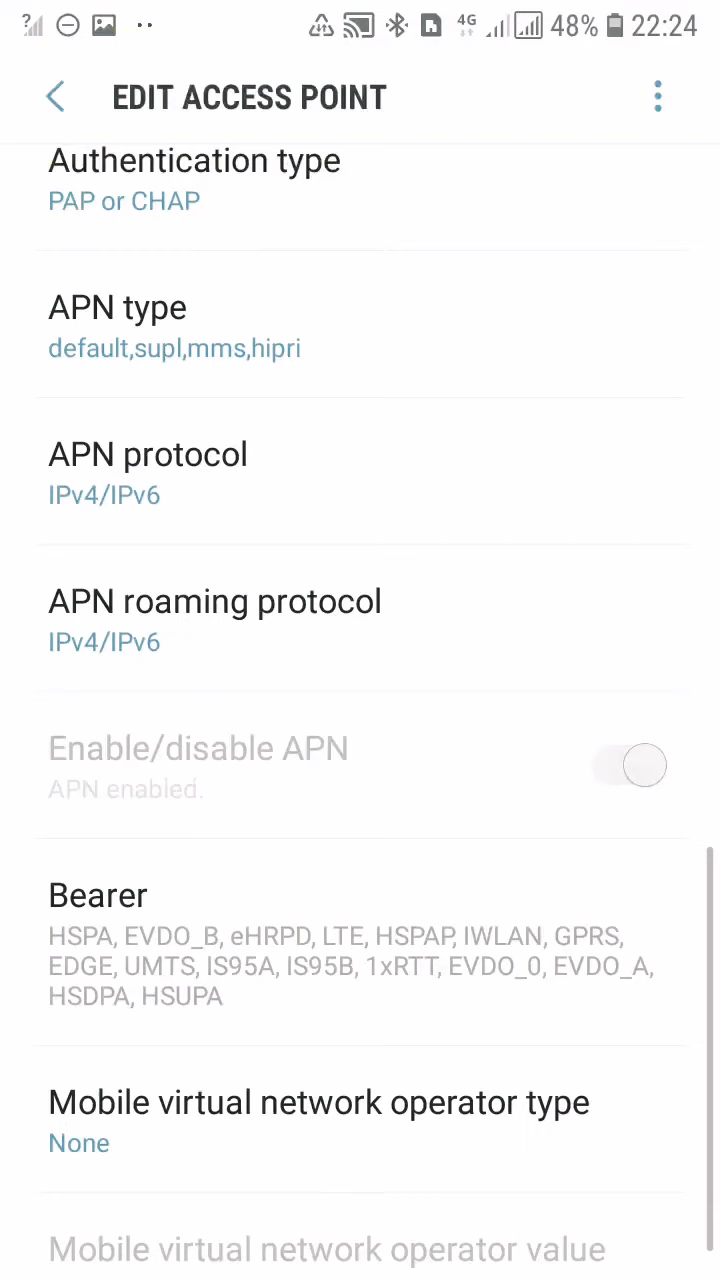 ? 4G 48% 22:24
EDIT ACCESS POINT
Authentication type
PAP or CHAP
APN type
default,supl,mms,hipri
APN protocol
IPv4/IPv6
APN roaming protocol
IPv4/IPv6
Enable/disable APN
APN enabled.
Bearer
HSPA, EVDO_B, eHRPD, LTE, HSPAP, IWLAN, GPRS,
EDGE, UMTS, IS95A, IS95B, 1xRTT, EVDO_0, EVDO_A,
HSDPA, HSUPA
Mobile virtual network operator type
None
Mobile virtual network operator value